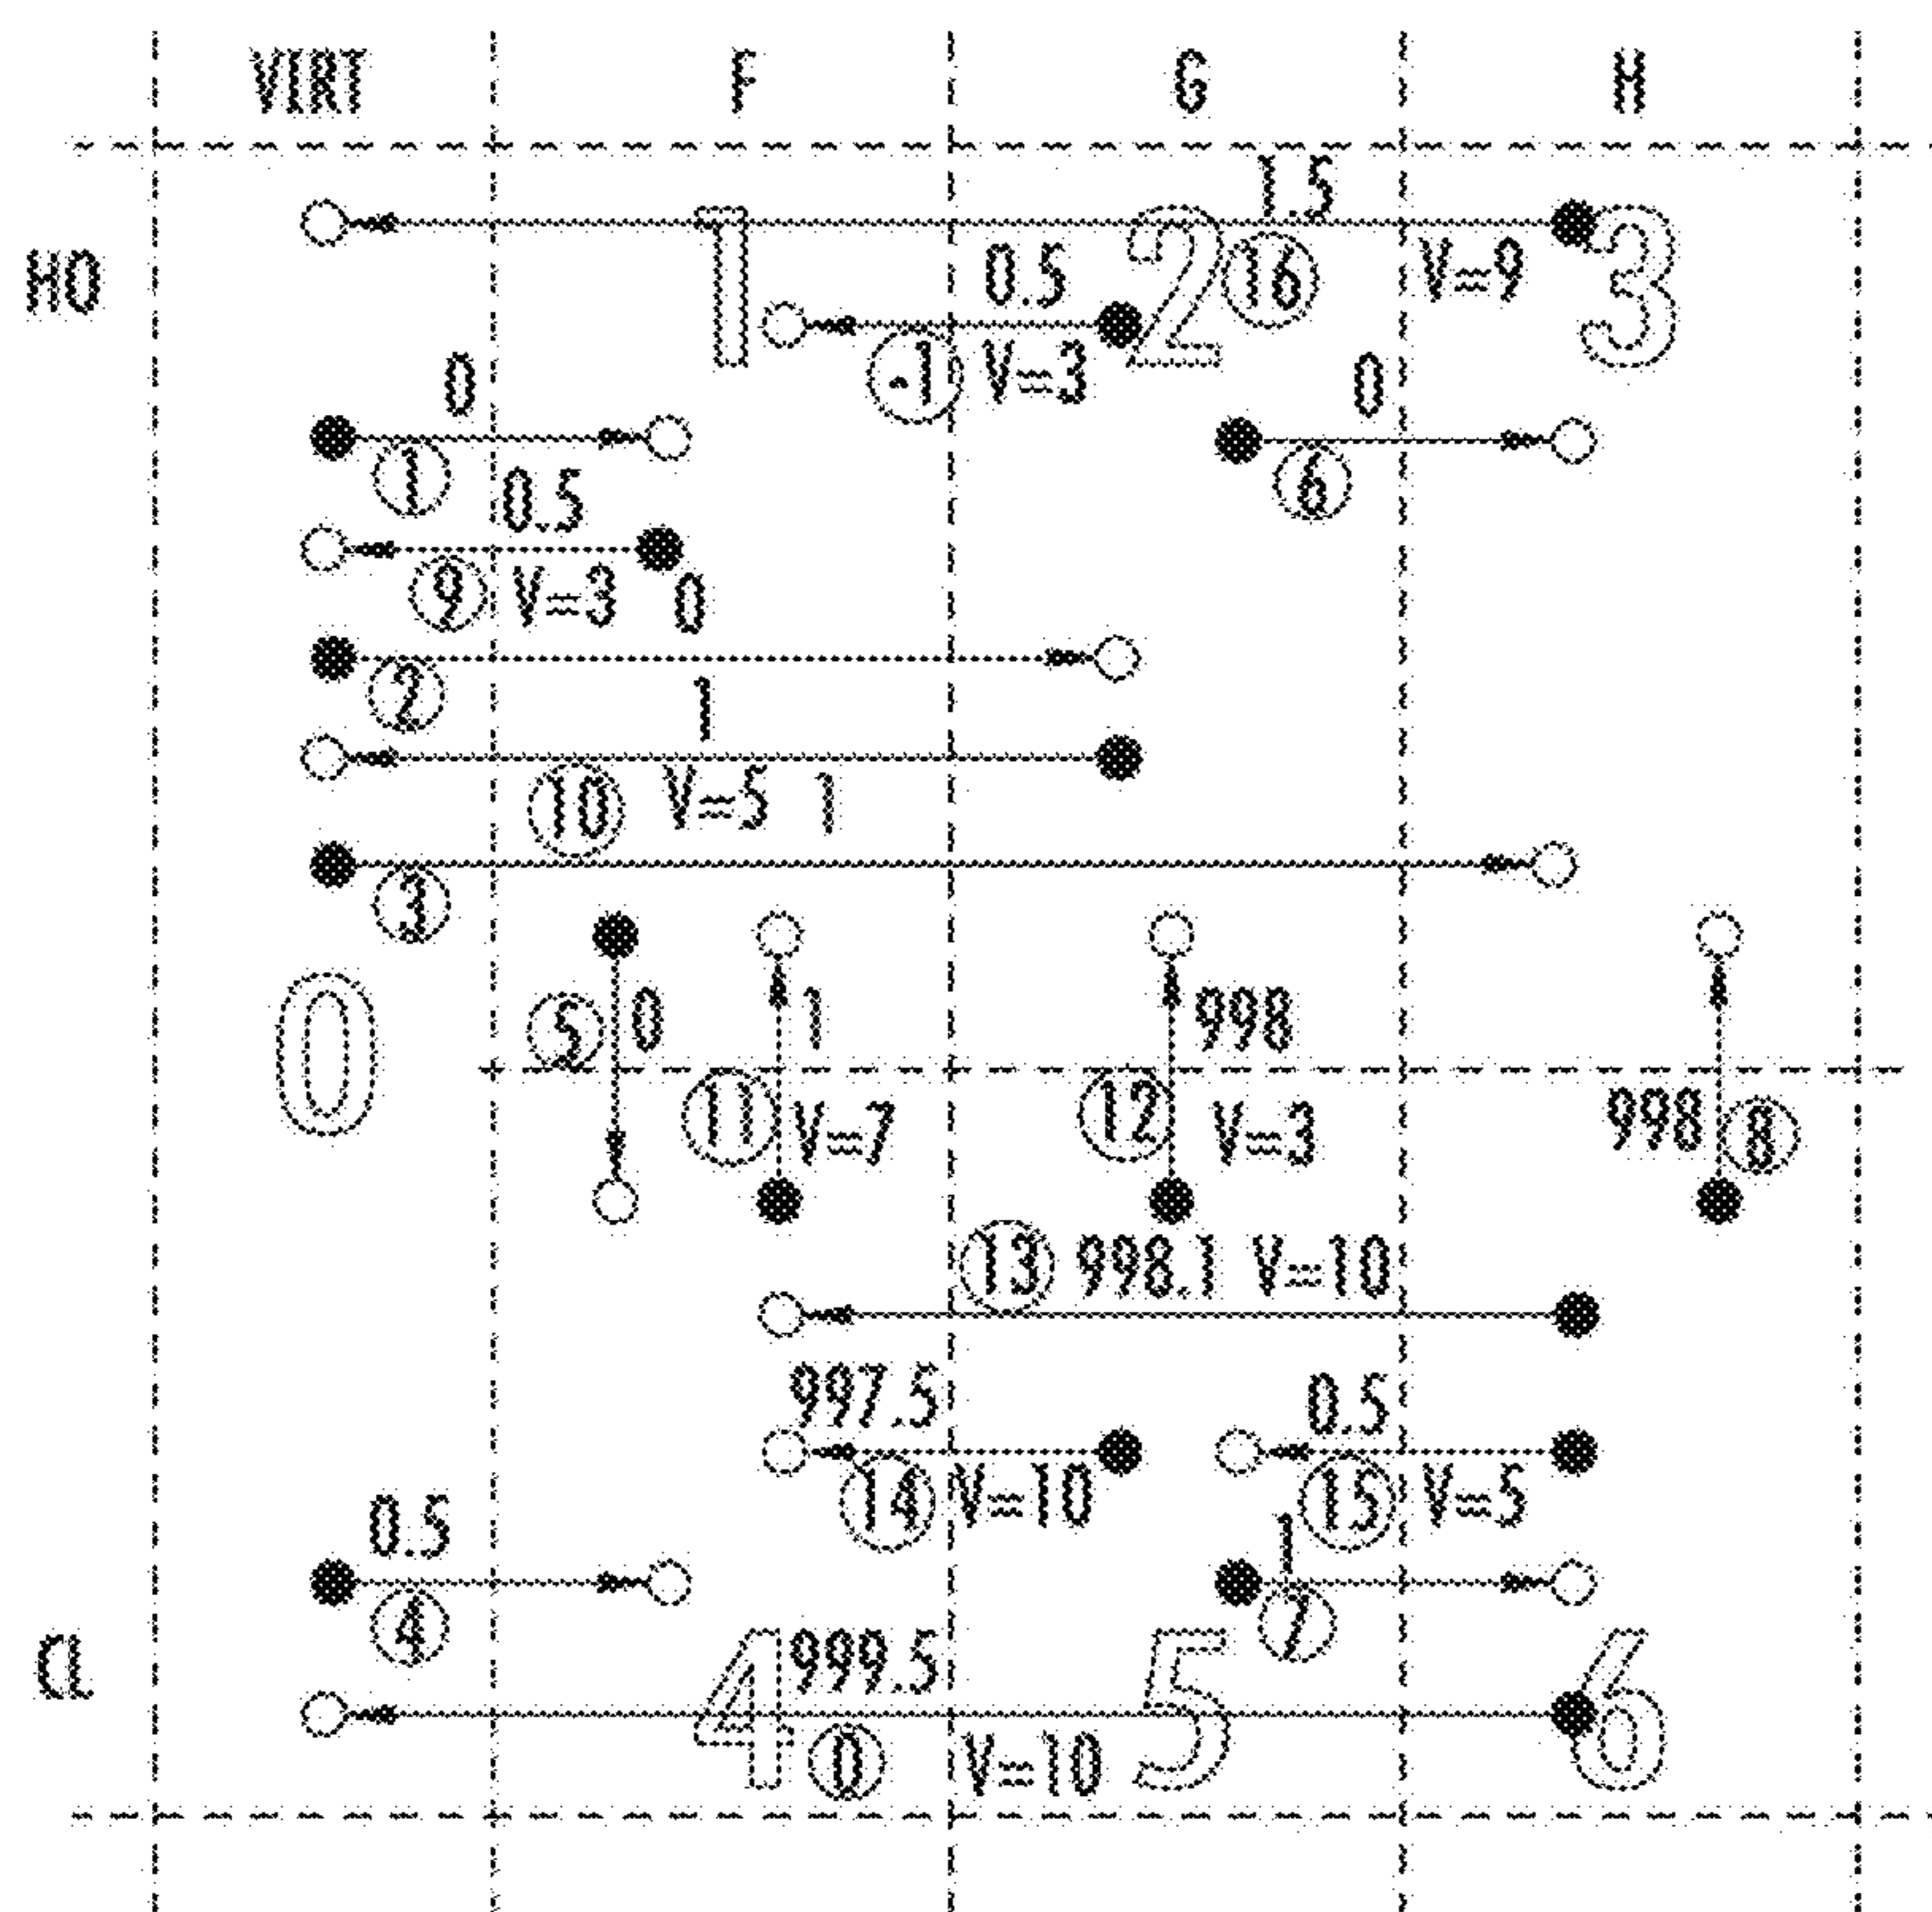 VIRT F G H
1.5
HO 1 0.5 2 16 V=9 3
-1 V=3
0 0
1 6
0.5
9 V=3 0
2
1
10 V=5 1
3
0 5 0 1 998
11 V=7 12 V=3 998 8
13 998.1 V=10
997.5 0.5
14 V=10 15 V=5
0.5 1
4 7
CL 4 999.5 5 6
0 V=10